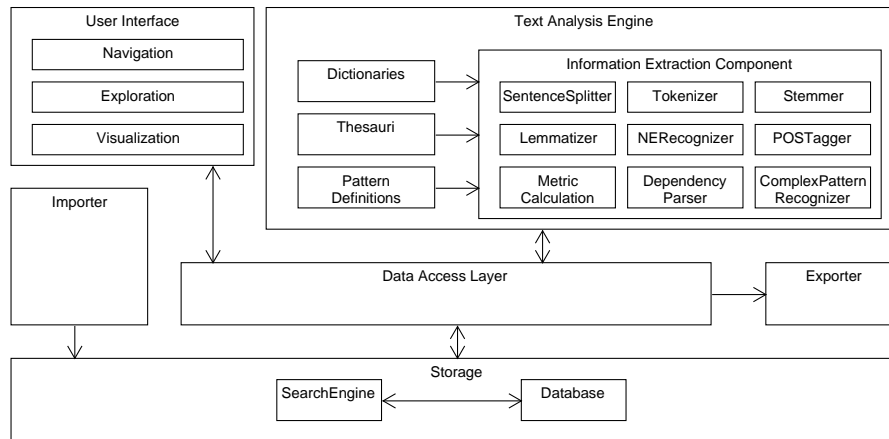 User Interface
Navigation
Exploration
Visualization
Text Analysis Engine
Dictionaries
Thesauri
Pattern
Definitions
Information Extraction Component
SentenceSplitter
Tokenizer
Stemmer
Lemmatizer
NERecognizer
POSTagger
Metric
Calculation
Dependency
Parser
ComplexPattern
Recognizer
Importer
Data Access Layer
Exporter
Storage
SearchEngine
Database